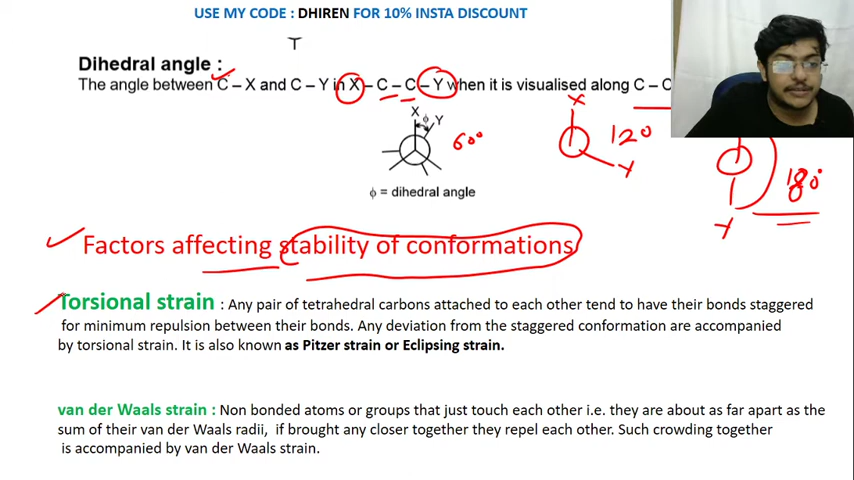 USE MY CODE : DHIREN FOR 10% INSTA DISCOUNT
T
Dihedral angle :
The angle between C – X and C – Y in X – C – C – Y when it is visualised along C – C
X
ϕ Y
60°
X
120
Y
180°
Y
ϕ = dihedral angle
Factors affecting stability of conformations
Torsional strain : Any pair of tetrahedral carbons attached to each other tend to have their bonds staggered
for minimum repulsion between their bonds. Any deviation from the staggered conformation are accompanied
by torsional strain. It is also known as Pitzer strain or Eclipsing strain.
van der Waals strain : Non bonded atoms or groups that just touch each other i.e. they are about as far apart as the
sum of their van der Waals radii, if brought any closer together they repel each other. Such crowding together
is accompanied by van der Waals strain.